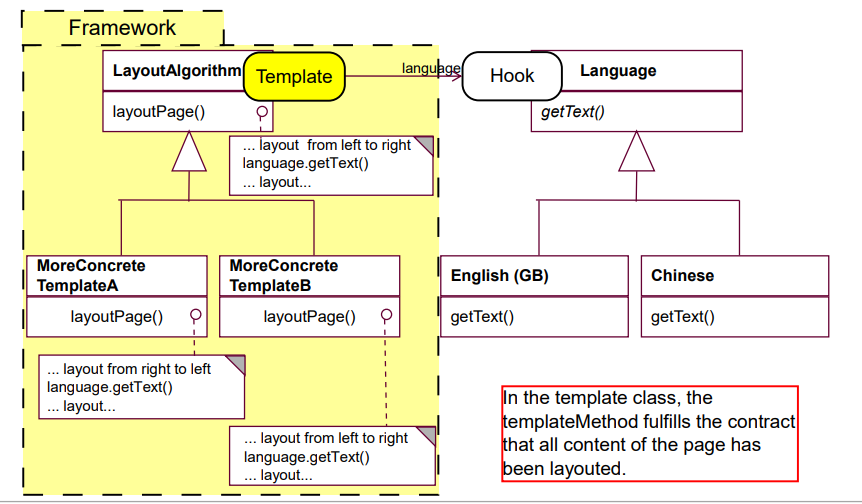 Framework
LayoutAlgorithm
Template
language
Hook
Language
layoutPage()
getText()
... layout from left to right
language.getText()
... layout...
MoreConcrete
TemplateA
layoutPage()
MoreConcrete
TemplateB
layoutPage()
English (GB)
getText()
Chinese
getText()
... layout from right to left
language.getText()
... layout...
... layout from left to right
language.getText()
... layout...
In the template class, the
templateMethod fulfills the contract
that all content of the page has
been layouted.